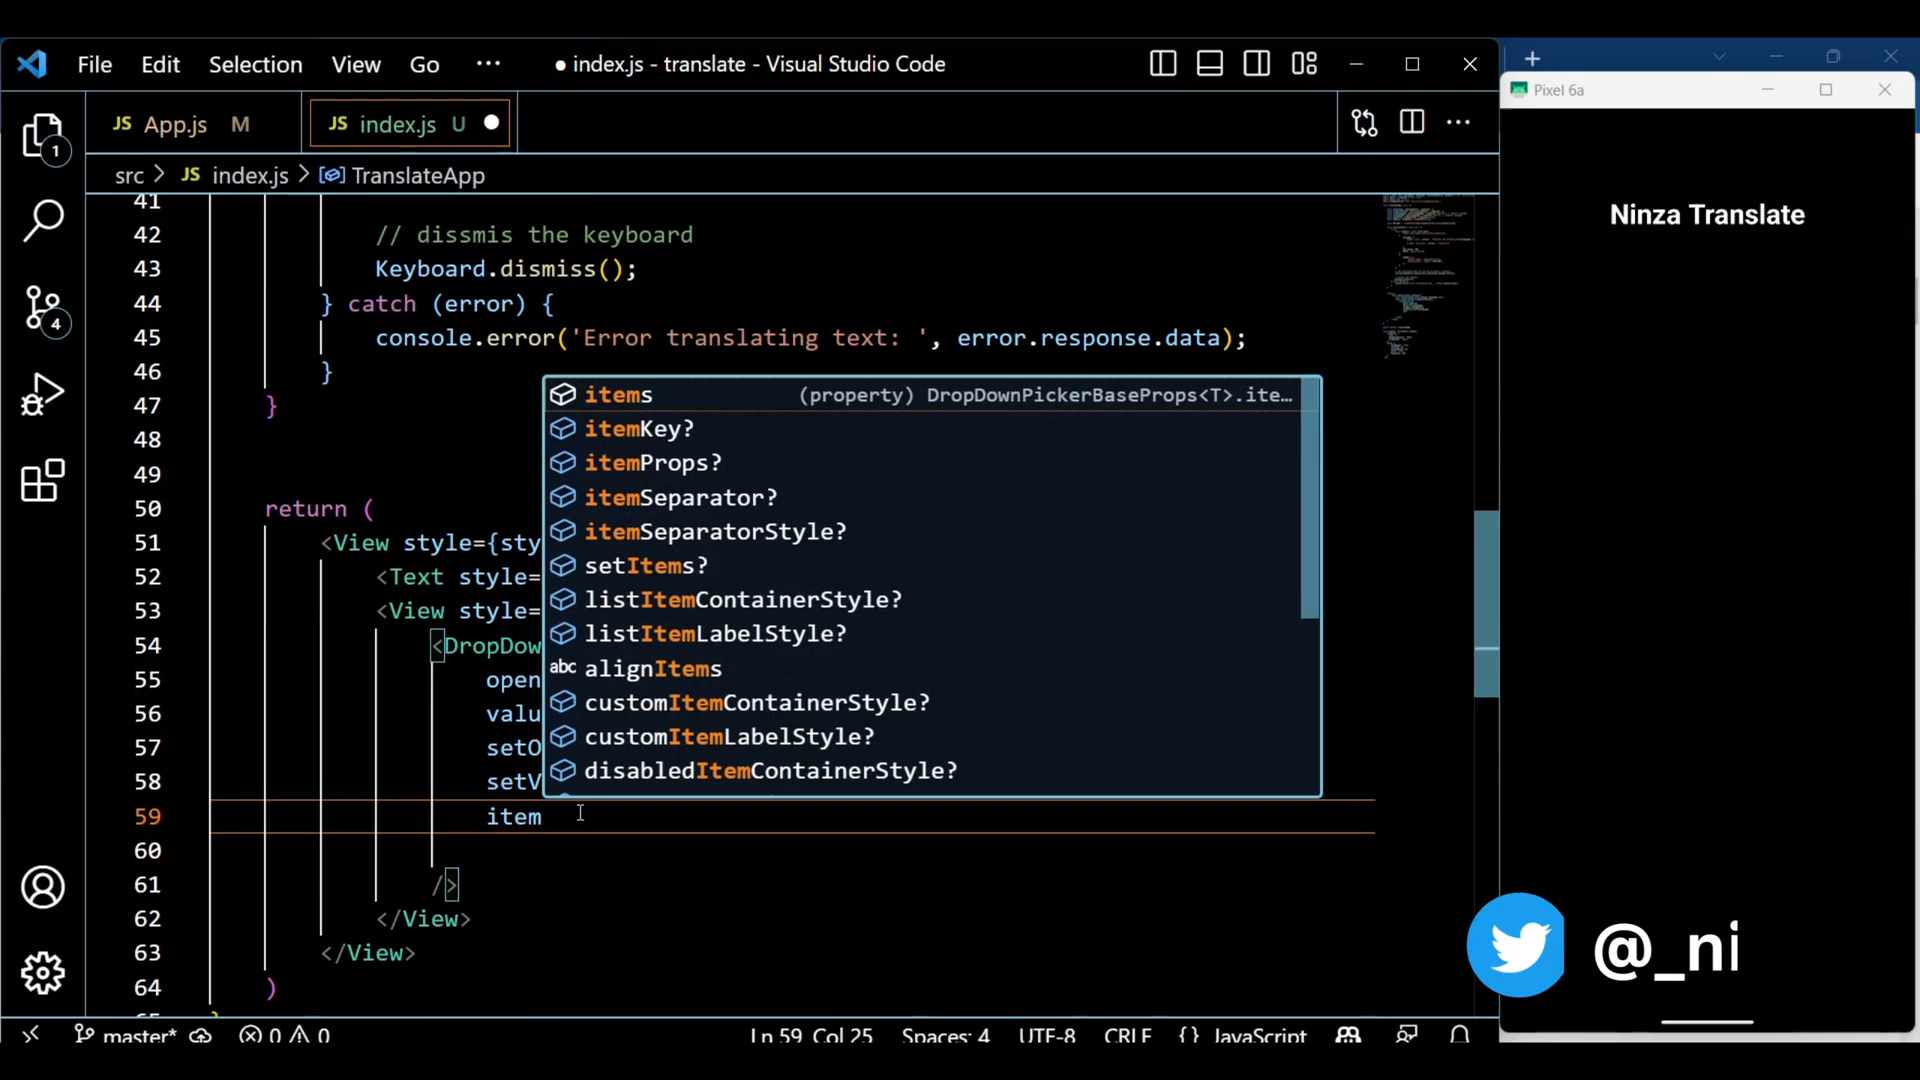 File Edit Selection View Go ··· ● index.js - translate - Visual Studio Code
Pixel 6a
JS App.js M JS index.js U
src > JS index.js > TranslateApp
1
4
Ninza Translate
41
42 // dissmis the keyboard
43 Keyboard.dismiss();
44 } catch (error) {
45 console.error('Error translating text: ', error.response.data);
46 }
47 }
48
49
50 return (
51 <View style={sty
52 <Text style=
53 <View style=
54 <DropDow
55 open
56 valu
57 setO
58 setV
59 item
60
61 />
62 </View>
63 </View>
64 )
items (property) DropDownPickerBaseProps<T>.ite…
itemKey?
itemProps?
itemSeparator?
itemSeparatorStyle?
setItems?
listItemContainerStyle?
listItemLabelStyle?
abc alignItems
customItemContainerStyle?
customItemLabelStyle?
disabledItemContainerStyle?
@_ni
master* 0 0 Ln 59 Col 25 Spaces: 4 UTF-8 CRLF {} JavaScript